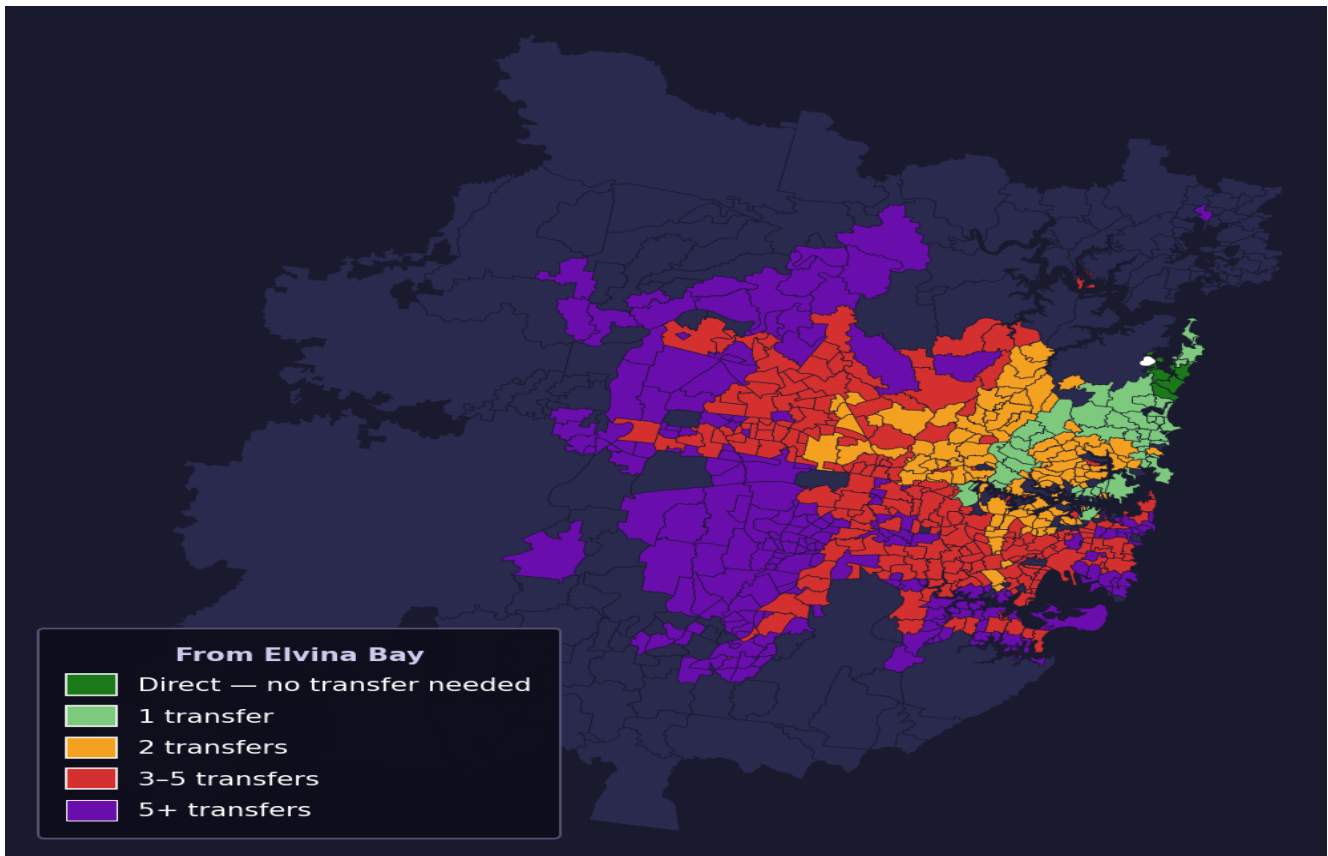 From Elvina Bay
Direct — no transfer needed
1 transfer
2 transfers
3–5 transfers
5+ transfers